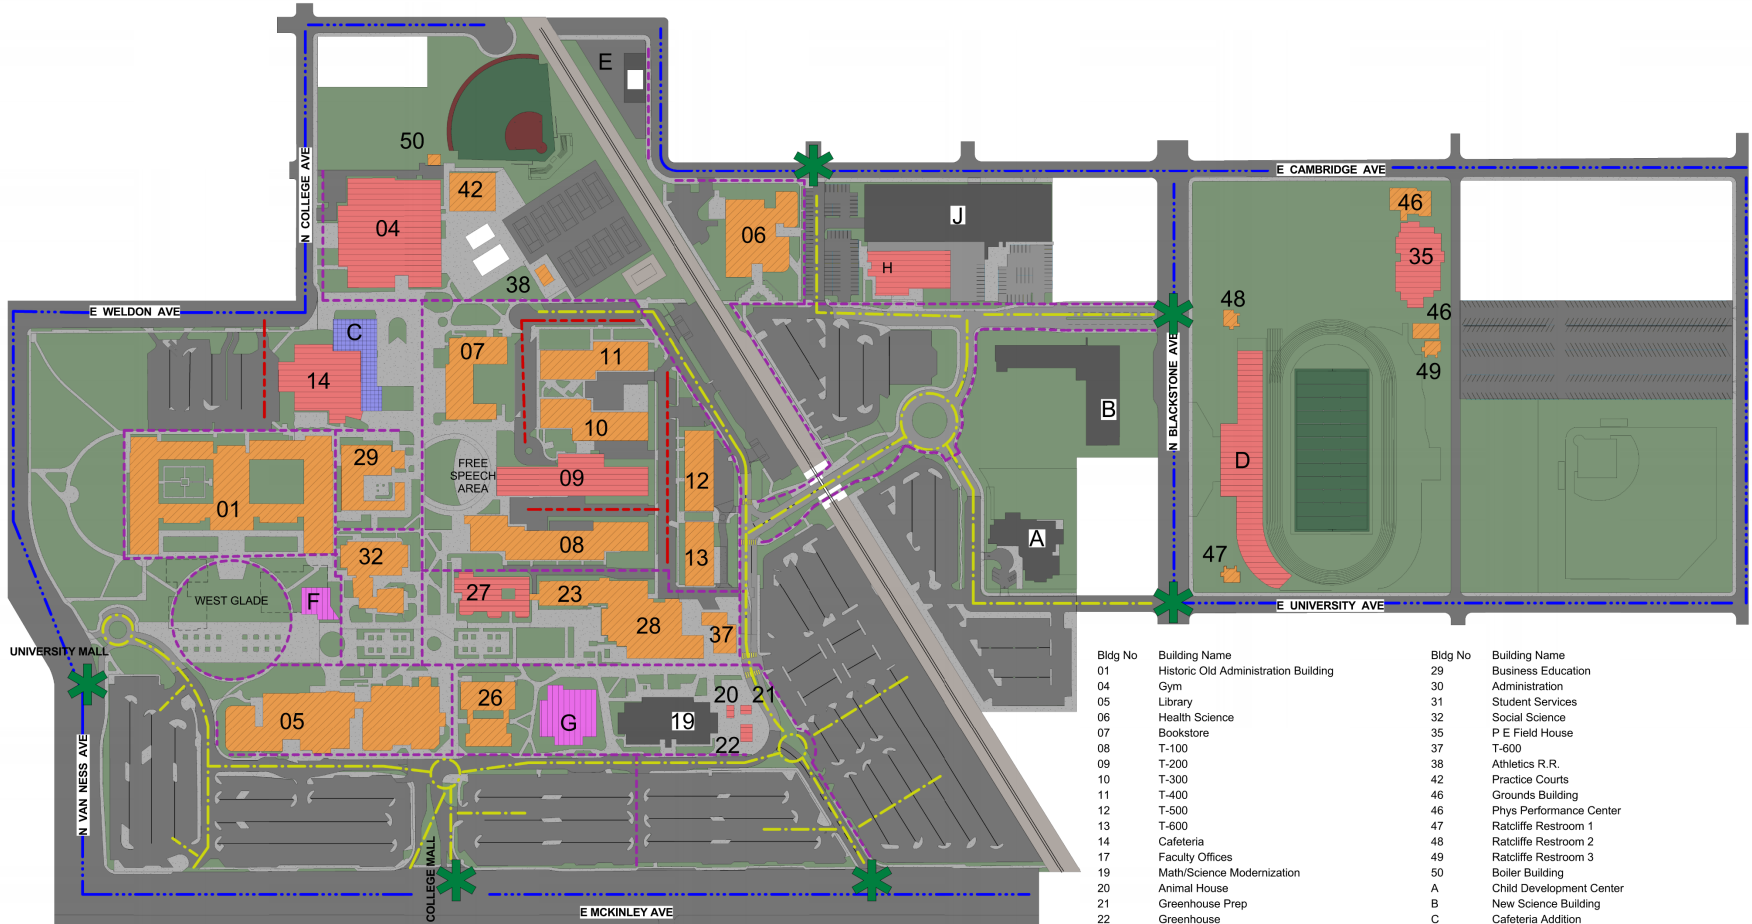 E
50
N COLLEGE AVE
E CAMBRIDGE AVE
42
46
J
04
06
35
H
38
48
46
E WELDON AVE
C
07
11
N BLACKSTONE AVE
49
14
B
10
29
FREE
SPEECH
AREA
09
D
12
01
08
A
32
13
47
27
23
WEST GLADE
F
E UNIVERSITY AVE
28
37
UNIVERSITY MALL
26
20
21
05
G
19
22
N VAN NESS AVE
COLLEGE MALL
E MCKINLEY AVE
Bldg No Building Name
01 Historic Old Administration Building
04 Gym
05 Library
06 Health Science
07 Bookstore
08 T-100
09 T-200
10 T-300
11 T-400
12 T-500
13 T-600
14 Cafeteria
17 Faculty Offices
19 Math/Science Modernization
20 Animal House
21 Greenhouse Prep
22 Greenhouse
Bldg No Building Name
29 Business Education
30 Administration
31 Student Services
32 Social Science
35 P E Field House
37 T-600
38 Athletics R.R.
42 Practice Courts
46 Grounds Building
46 Phys Performance Center
47 Ratcliffe Restroom 1
48 Ratcliffe Restroom 2
49 Ratcliffe Restroom 3
50 Boiler Building
A Child Development Center
B New Science Building
C Cafeteria Addition